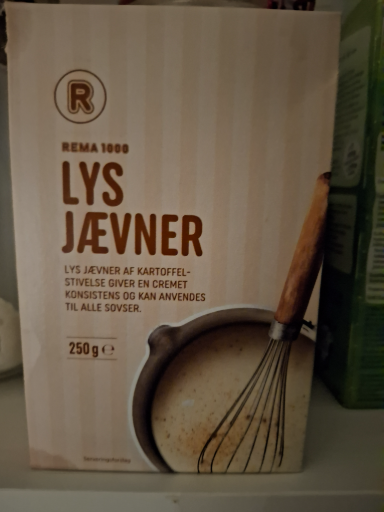 R
REMA 1000
LYS
JÆVNER
LYS JÆVNER AF KARTOFFEL-
STIVELSE GIVER EN CREMET
KONSISTENS OG KAN ANVENDES
TIL ALLE SOVSER.
250 g ℮